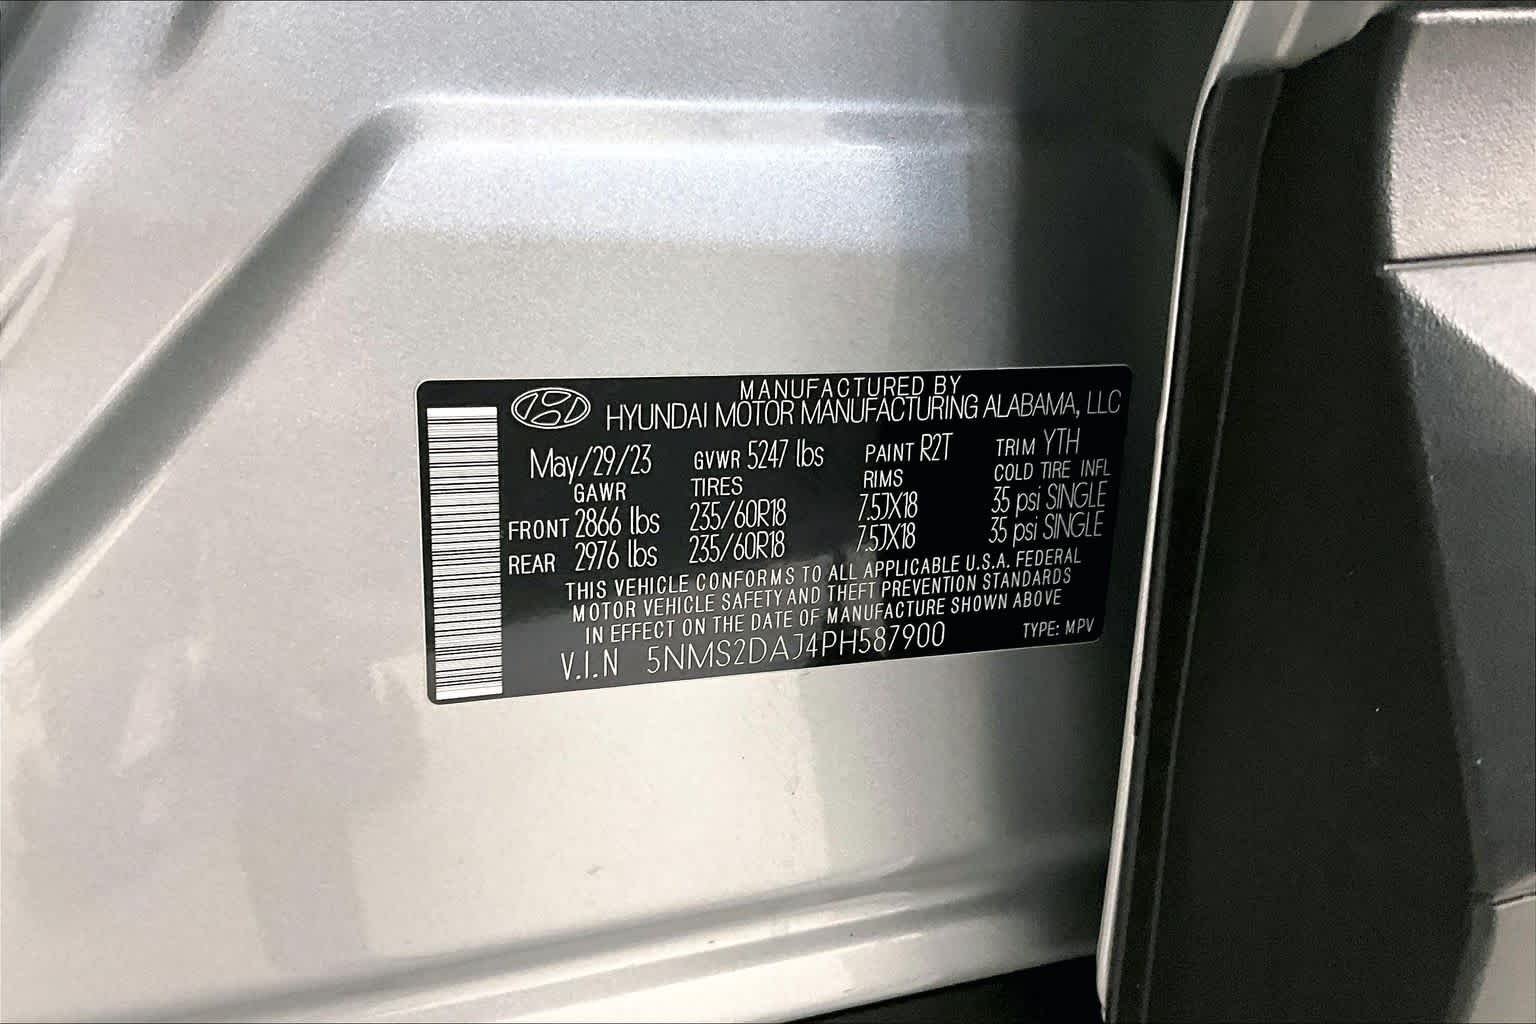 MANUFACTURED BY
HYUNDAI MOTOR MANUFACTURING ALABAMA, LLC
May/29/23 GVWR 5247 lbs PAINT R2T TRIM YTH
GAWR TIRES RIMS COLD TIRE INFL
FRONT 2866 lbs 235/60R18 7.5JX18 35 psi SINGLE
REAR 2976 lbs 235/60R18 7.5JX18 35 psi SINGLE
THIS VEHICLE CONFORMS TO ALL APPLICABLE U.S.A. FEDERAL
MOTOR VEHICLE SAFETY AND THEFT PREVENTION STANDARDS
IN EFFECT ON THE DATE OF MANUFACTURE SHOWN ABOVE
V.I.N 5NMS2DAJ4PH587900 TYPE: MPV